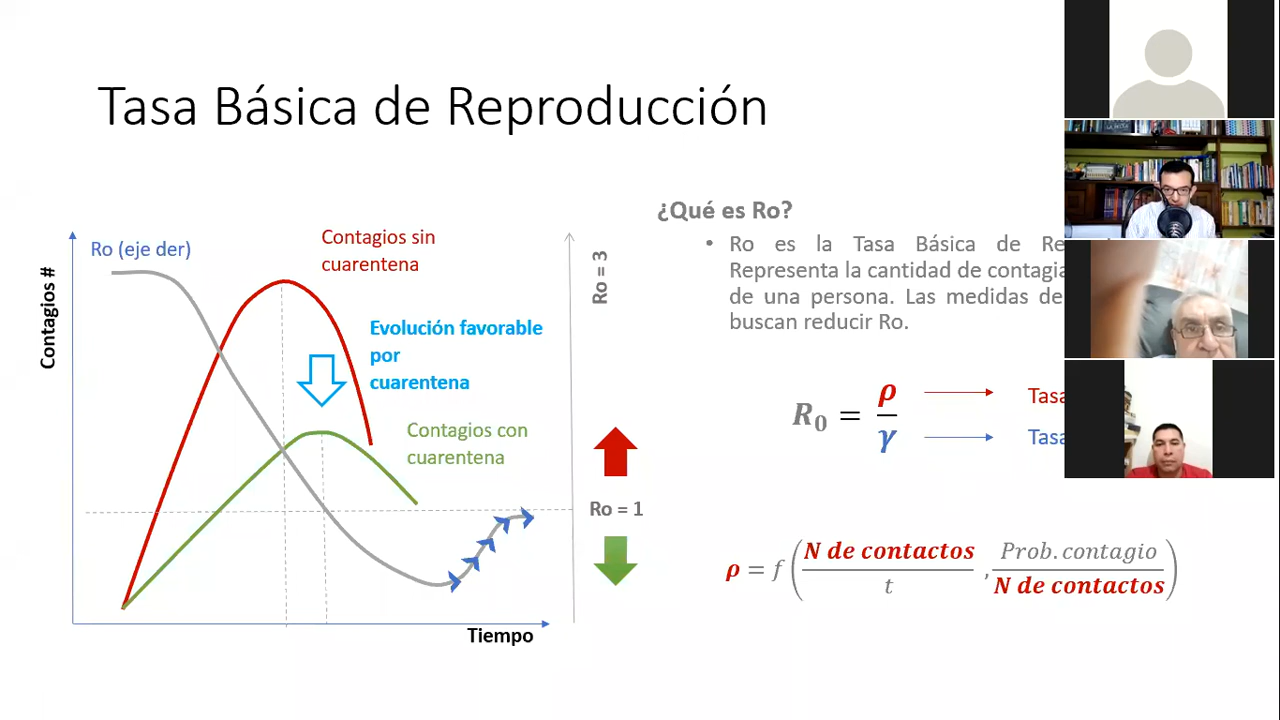 Tasa Básica de Reproducción
¿Qué es Ro?
• Ro es la Tasa Básica de
Representa la cantidad de
de una persona. Las medidas de
buscan reducir Ro.
Ro (eje der)
Contagios sin
cuarentena
Contagios #
Ro = 3
Evolución favorable
por
cuarentena
Contagios con
cuarentena
Ro = 1
Tiempo
R₀ = ρ/γ
Tasa
Tasa
ρ = f(N de contactos/t , Prob.contagio/N de contactos)